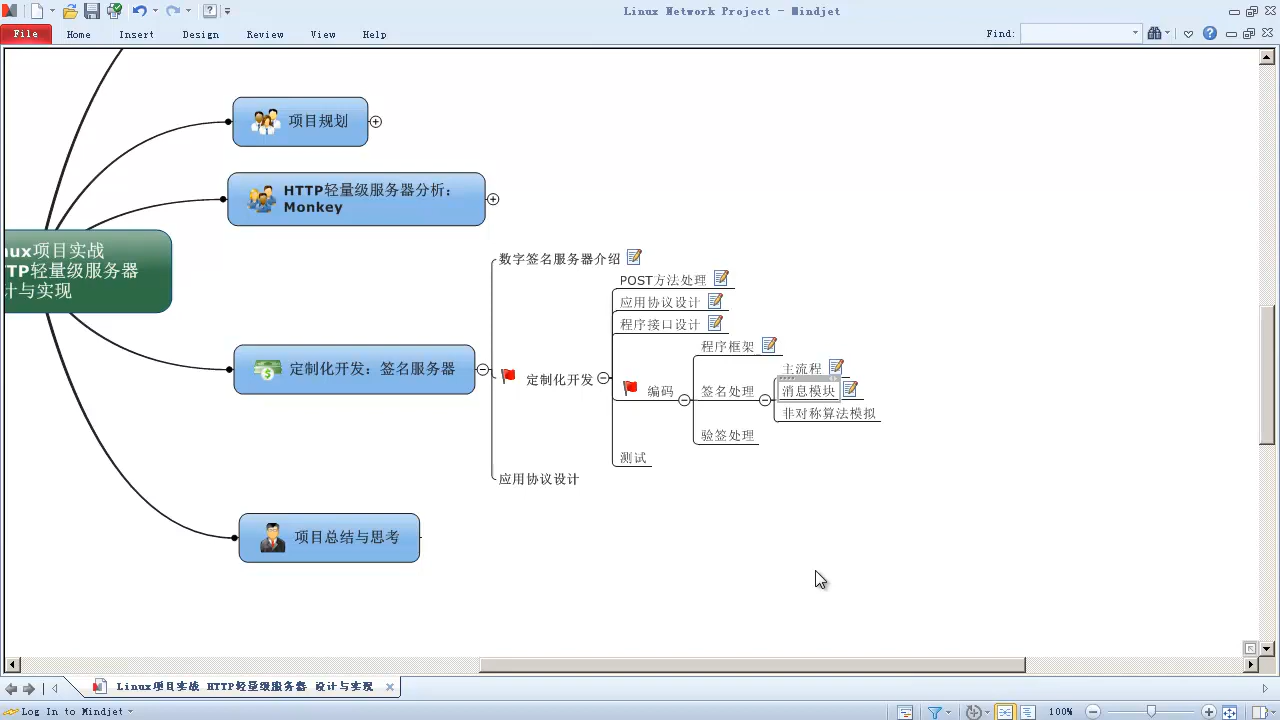 Linux Network Project - Mindjet
File Home Insert Design Review View Help Find:
项目规划
HTTP轻量级服务器分析：
Monkey
nux项目实战
TP轻量级服务器
计与实现
数字签名服务器介绍
POST方法处理
应用协议设计
程序接口设计
程序框架
主流程
定制化开发：签名服务器
定制化开发
编码
签名处理
消息模块
非对称算法模拟
验签处理
测试
应用协议设计
项目总结与思考
Linux项目实战 HTTP轻量级服务器 设计与实现
Log In to Mindjet
100%